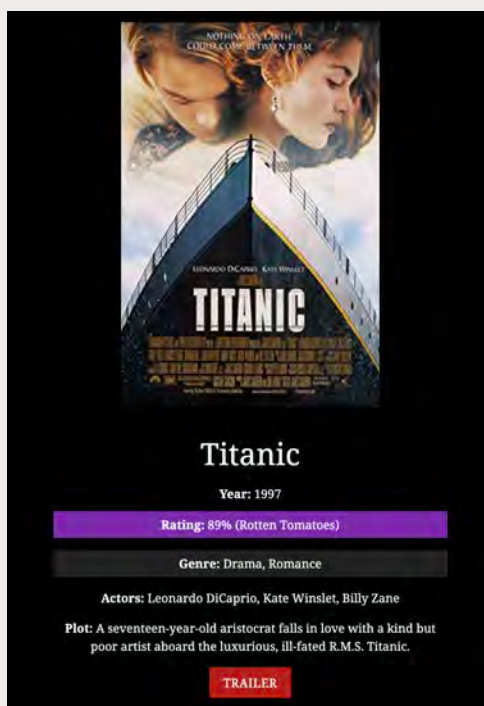 NOTHING ON EARTH
COULD COME BETWEEN THEM.
LEONARDO DICAPRIO KATE WINSLET
TITANIC
Titanic
Year: 1997
Rating: 89% (Rotten Tomatoes)
Genre: Drama, Romance
Actors: Leonardo DiCaprio, Kate Winslet, Billy Zane
Plot: A seventeen-year-old aristocrat falls in love with a kind but
poor artist aboard the luxurious, ill-fated R.M.S. Titanic.
TRAILER